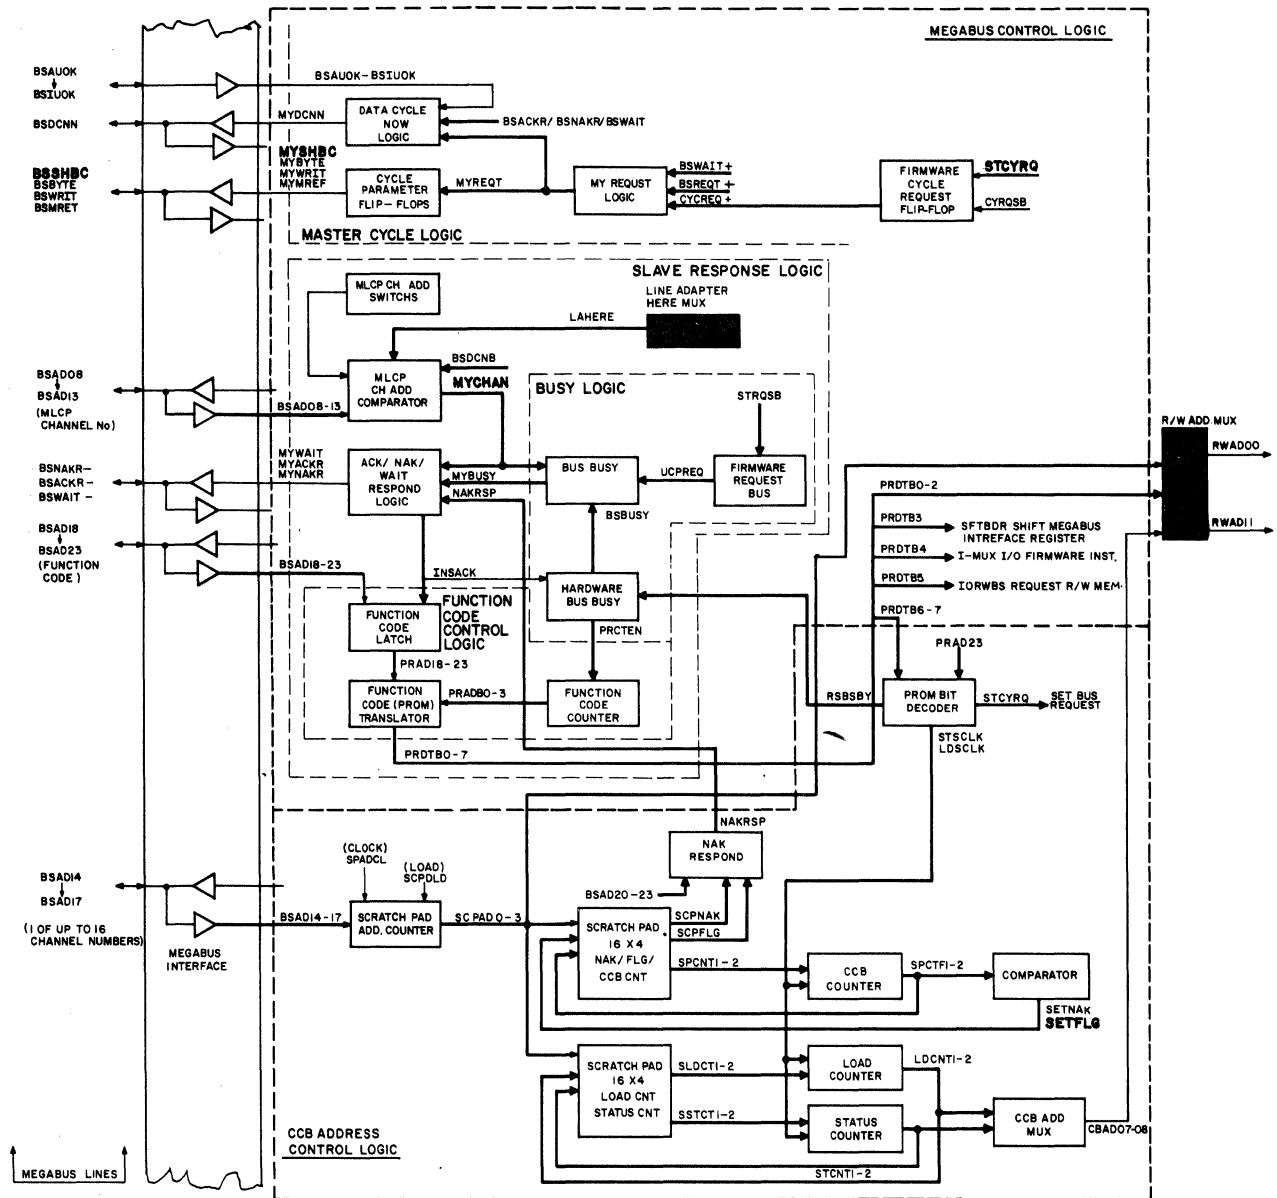 MEGABUS CONTROL LOGIC
BSAUOK
BSIUOK
BSAUOK-BSIUOK
BSDCNN
MYDCNN
DATA CYCLE
NOW
LOGIC
BSACKR/BSNAKR/BSWAIT
BSSHBC
BSBYTE
BSWRIT
BSMRET
MYSHBC
MYBYTE
MYWRIT
MYMREF
CYCLE
PARAMETER
FLIP-FLOPS
MYREQT
MY REQUST
LOGIC
BSWAIT+
BSREQT+
CYCREQ+
FIRMWARE
CYCLE
REQUEST
FLIP-FLOP
STCYRQ
CYRQSB
MASTER CYCLE LOGIC
SLAVE RESPONSE LOGIC
MLCP CH ADD
SWITCHS
LINE ADAPTER
HERE MUX
LAHERE
BSAD08
BSAD13
(MLCP
CHANNEL No)
BSAD08-13
MLCP
CH ADD
COMPARATOR
BSDCNB
MYCHAN
BUSY LOGIC
STRQSB
R/W ADD MUX
RWAD00
RWAD11
BSNAKR-
BSACKR-
BSWAIT-
MYWAIT
MYACKR
MYNAKR
ACK/ NAK/
WAIT
RESPOND
LOGIC
MYBUSY
NAKRSP
BUS BUSY
UCPREQ
FIRMWARE
REQUEST
BUS
BSBUSY
PRDTB0-2
PRDTB3
SFTBDR SHIFT MEGABUS
INTREFACE REGISTER
PRDTB4
I-MUX I/O FIRMWARE INST.
PRDTB5
IORWBS REQUEST R/W MEM.
PRDTB6-7
BSAD18
BSAD23
(FUNCTION
CODE)
BSAD18-23
INSACK
HARDWARE
BUS BUSY
PRCTEN
FUNCTION
CODE
CONTROL
LOGIC
FUNCTION
CODE
LATCH
PRAD18-23
FUNCTION
CODE (PROM)
TRANSLATOR
PRADB0-3
FUNCTION
CODE
COUNTER
PRDTB0-7
RSBSBY
PRAD23
PROM BIT
DECODER
STCYRQ
SET BUS
REQUEST
STSCLK
LDSCLK
NAKRSP
NAK
RESPOND
BSAD20-23
BSAD14
BSAD17
(1 OF UP TO 16
CHANNEL NUMBERS)
MEGABUS
INTERFACE
BSAD14-17
(CLOCK)
SPADCL
(LOAD)
SCPDLD
SCRATCH PAD
ADD. COUNTER
SCPAD0-3
SCRATCH PAD
16 X4
NAK/ FLG/
CCB CNT
SCPNAK
SCPFLG
SPCNT1-2
CCB
COUNTER
SPCTF1-2
COMPARATOR
SETNAK
SETFLG
SCRATCH PAD
16 X4
LOAD CNT
STATUS CNT
SLDCT1-2
SSTCT1-2
LOAD
COUNTER
LDCNT1-2
STATUS
COUNTER
STCNT1-2
CCB ADD
MUX
CBAD07-08
CCB ADDRESS
CONTROL LOGIC
MEGABUS LINES